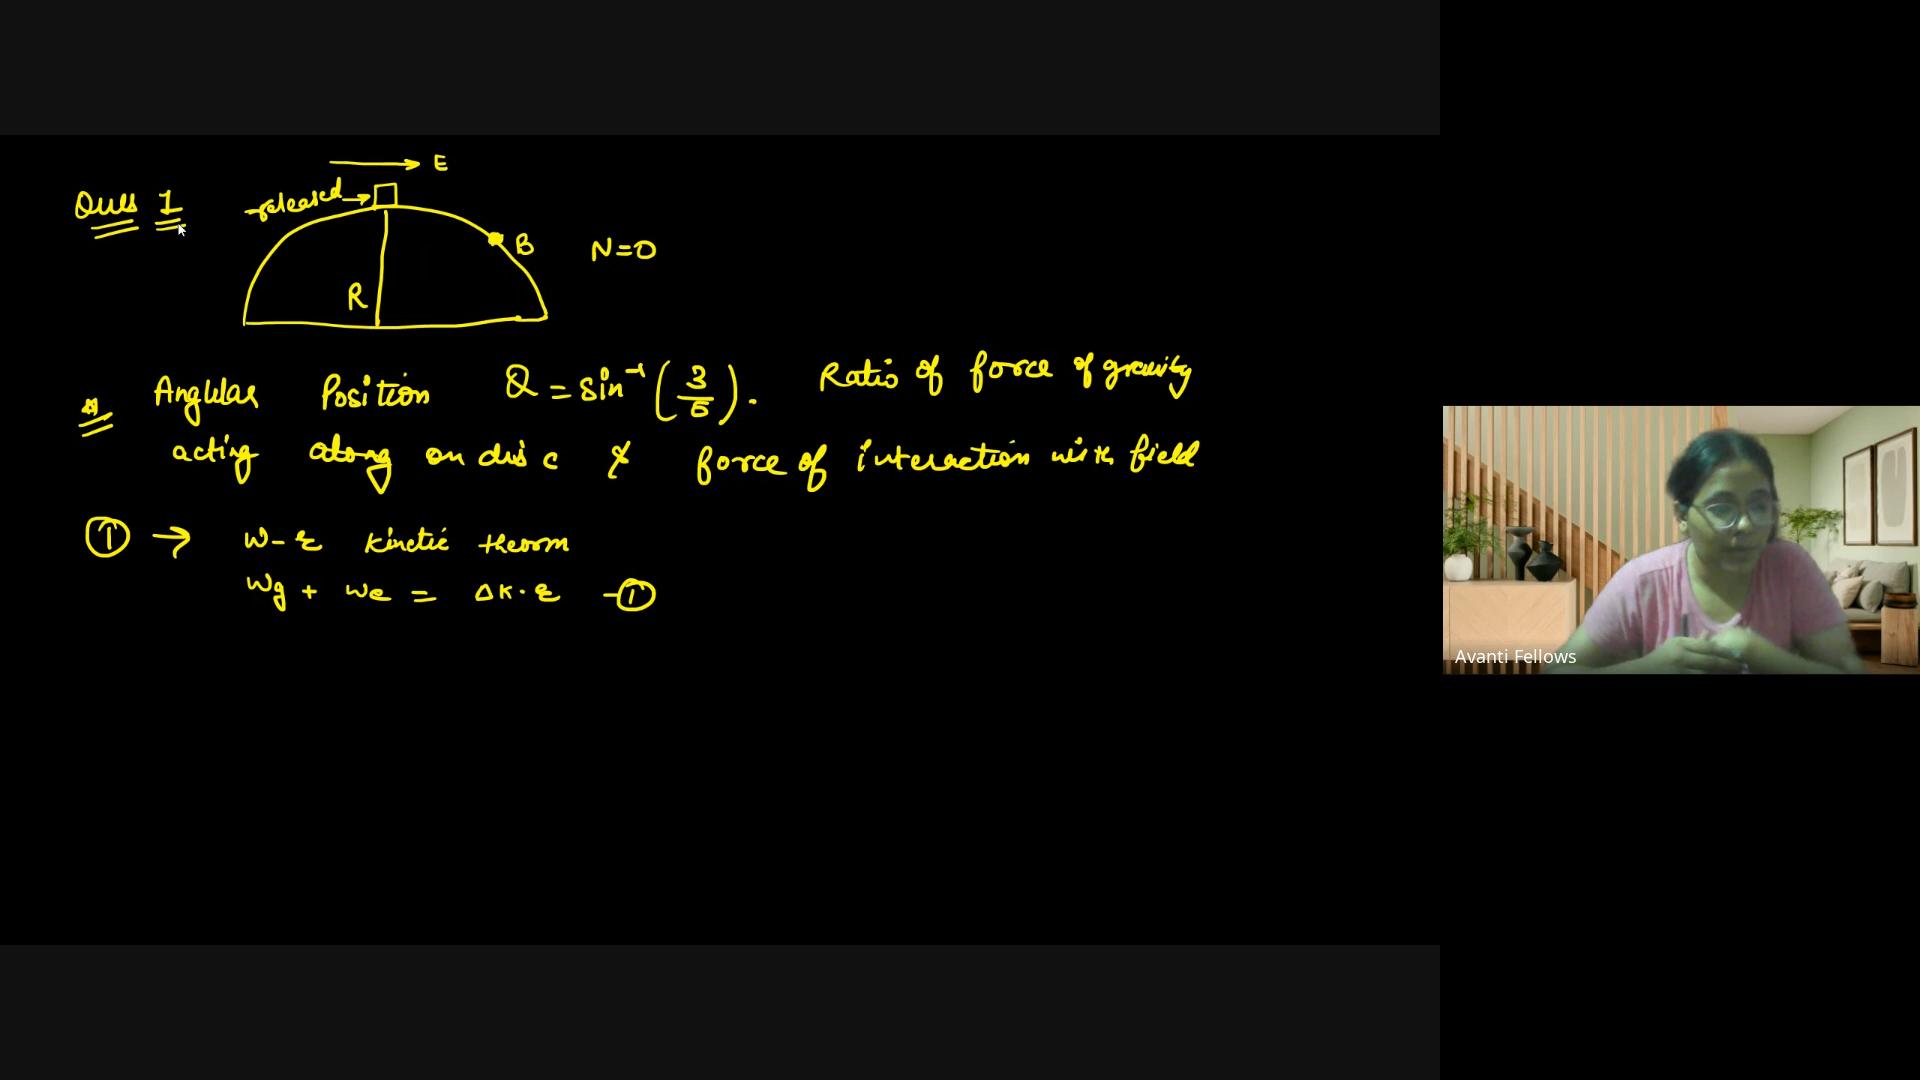 E
Ques 1
released →
B
N=0
R
Angular Position Q = sin⁻¹ (3/5). Ratio of force of gravity
acting along on disc & force of interaction with field
① → W-E Kinetic theorm
Wg + We = ΔK.E -①
Avanti Fellows